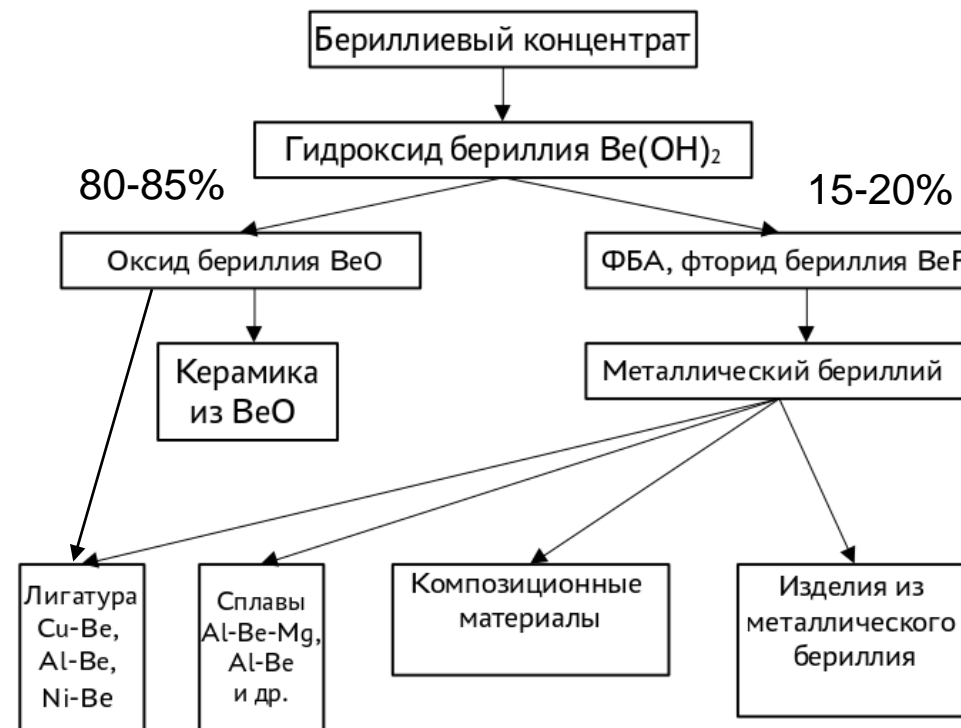 Бериллиевый концентрат
Гидроксид бериллия Be(OH)₂
80-85%
15-20%
Оксид бериллия BeO
ФБА, фторид бериллия BeF
Керамика
из BeO
Металлический бериллий
Лигатура
Cu-Be,
Al-Be,
Ni-Be
Сплавы
Al-Be-Mg,
Al-Be
и др.
Композиционные
материалы
Изделия из
металлического
бериллия